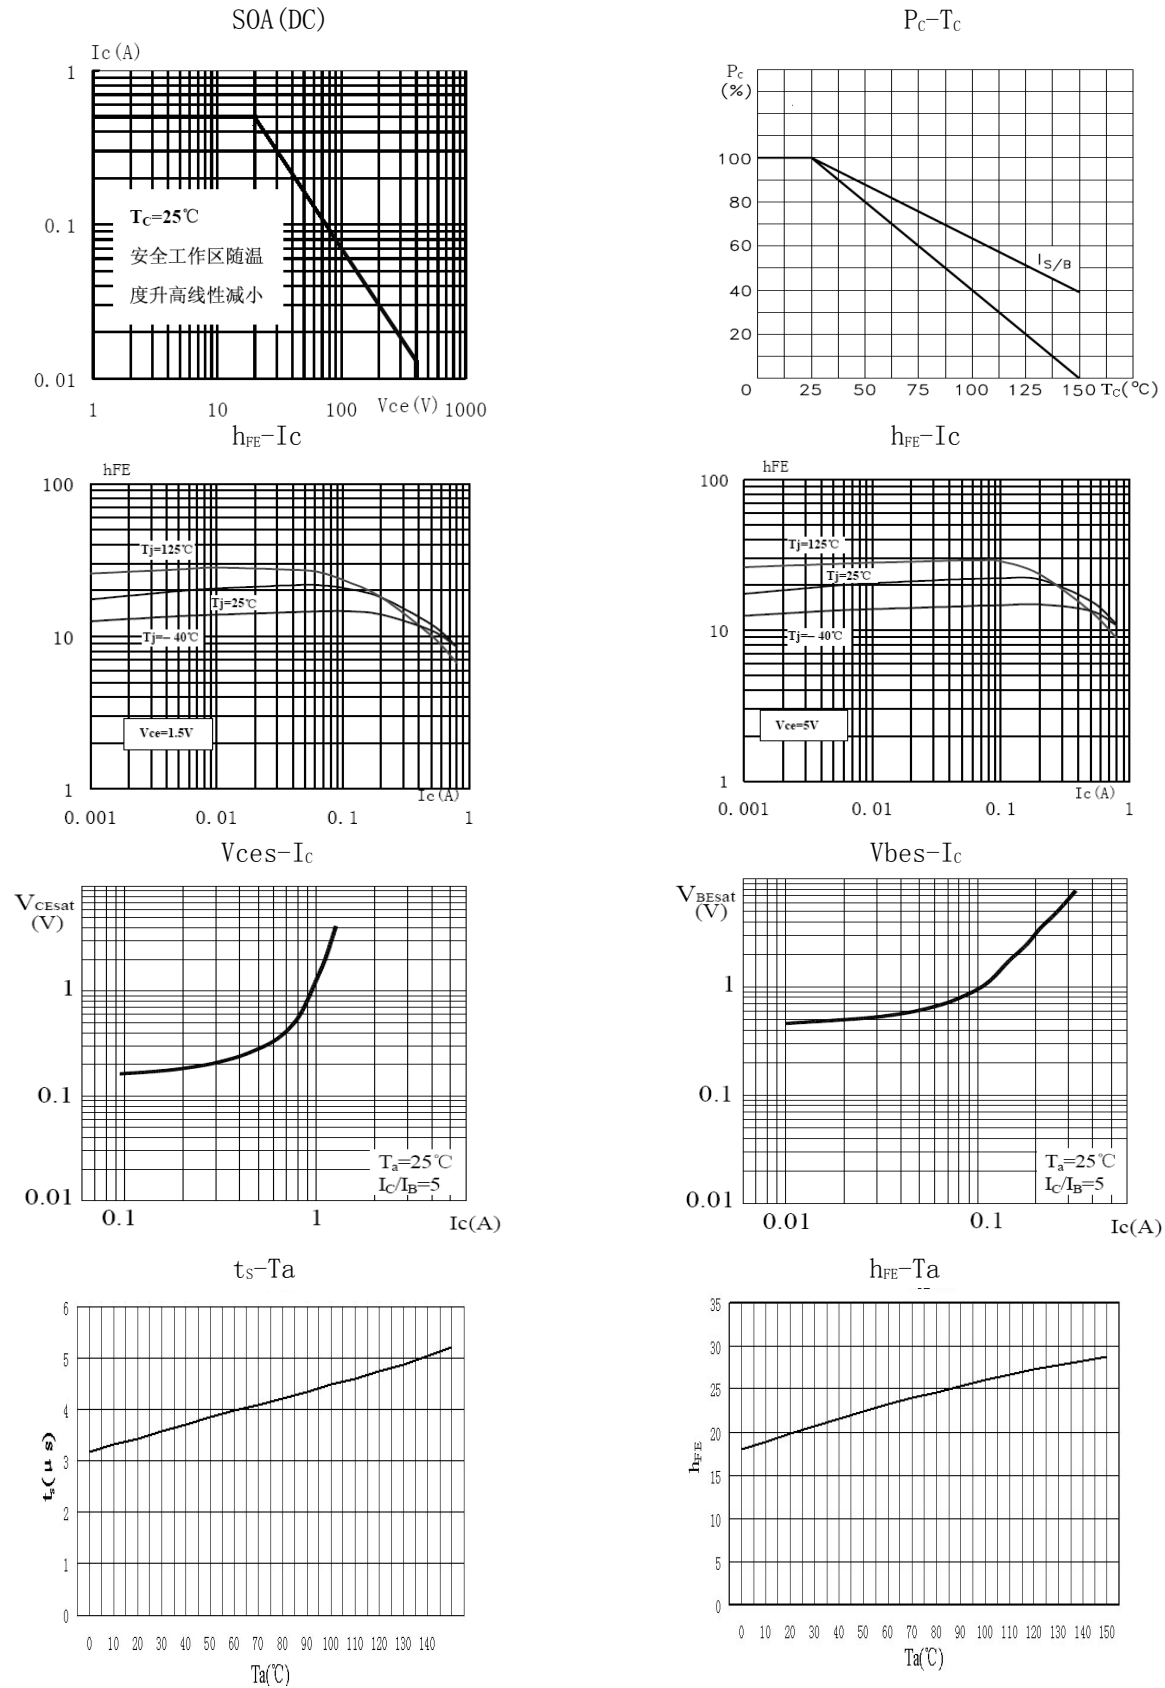 SOA(DC)
Ic(A)
1
0.1
0.01
TC=25℃
安全工作区随温
度升高线性减小
1
10
100
Vce(V)
1000
PC-TC
PC
(%)
100
80
60
40
20
IS/B
0
25
50
75
100
125
150
TC(°C)
hFE-Ic
hFE
100
10
1
Tj=125℃
Tj=25℃
Tj=-40℃
Vce=1.5V
Ic(A)
0.001
0.01
0.1
1
hFE-Ic
hFE
100
10
1
Tj=125℃
Tj=25℃
Tj=-40℃
Vce=5V
Ic(A)
0.001
0.01
0.1
1
Vces-IC
VCEsat
(V)
1
0.1
0.01
Ta=25℃
IC/IB=5
0.1
1
Ic(A)
Vbes-IC
VBEsat
(V)
1
0.1
0.01
Ta=25℃
IC/IB=5
0.01
0.1
Ic(A)
tS-Ta
6
5
4
3
2
1
0
ts(μ s)
0 10 20 30 40 50 60 70 80 90 100 110 120 130 140
Ta(℃)
hFE-Ta
35
30
25
20
15
10
5
0
hFE
0 10 20 30 40 50 60 70 80 90 100 110 120 130 140 150
Ta(℃)